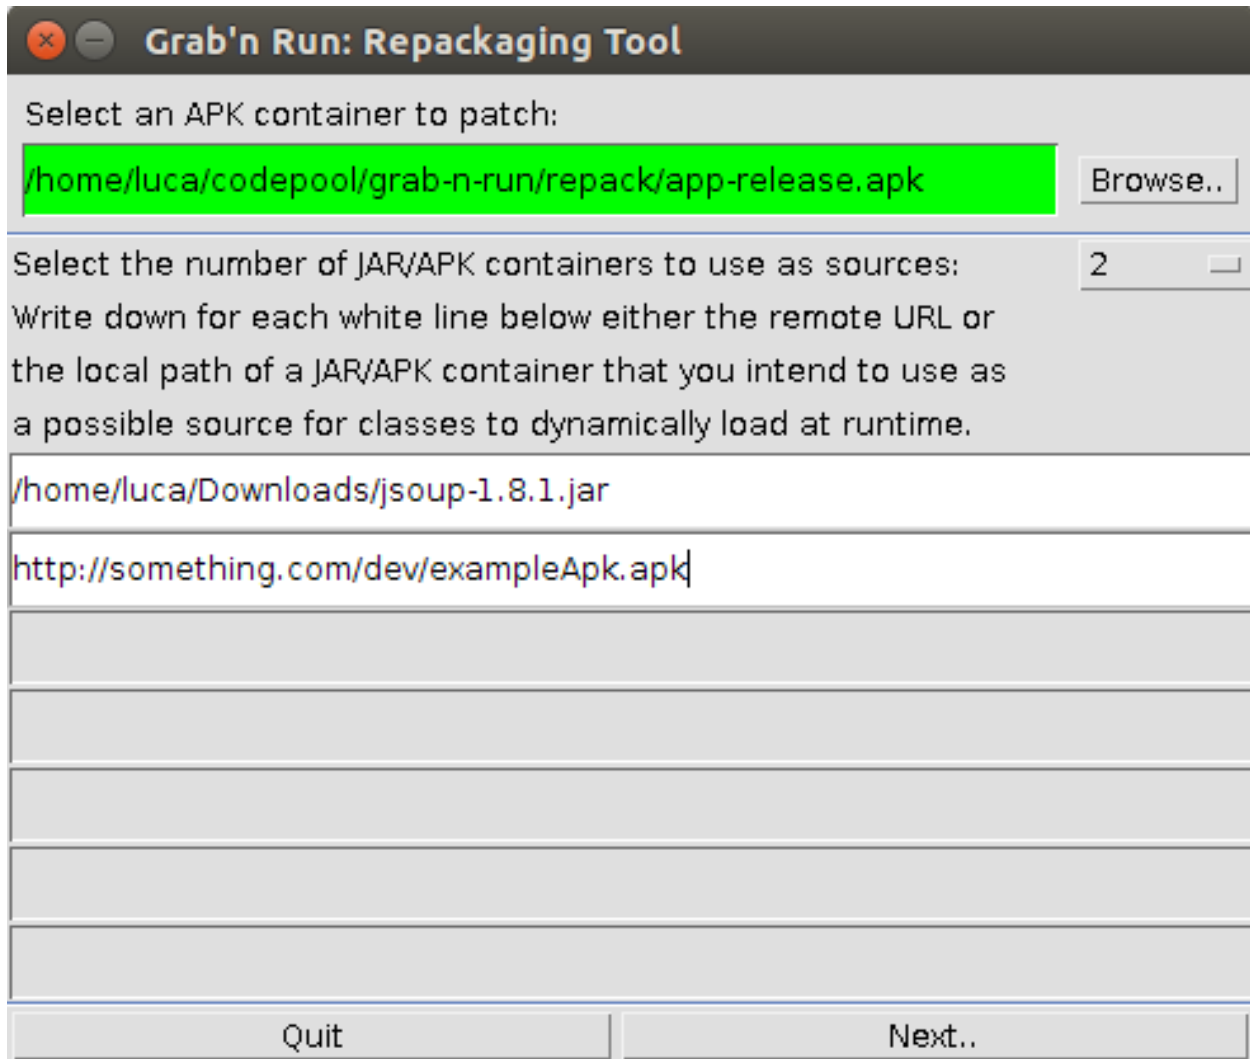 Grab'n Run: Repackaging Tool
Select an APK container to patch:
/home/luca/codepool/grab-n-run/repack/app-release.apk
Browse..
Select the number of JAR/APK containers to use as sources:
2
Write down for each white line below either the remote URL or
the local path of a JAR/APK container that you intend to use as
a possible source for classes to dynamically load at runtime.
/home/luca/Downloads/jsoup-1.8.1.jar
http://something.com/dev/exampleApk.apk
Quit
Next..